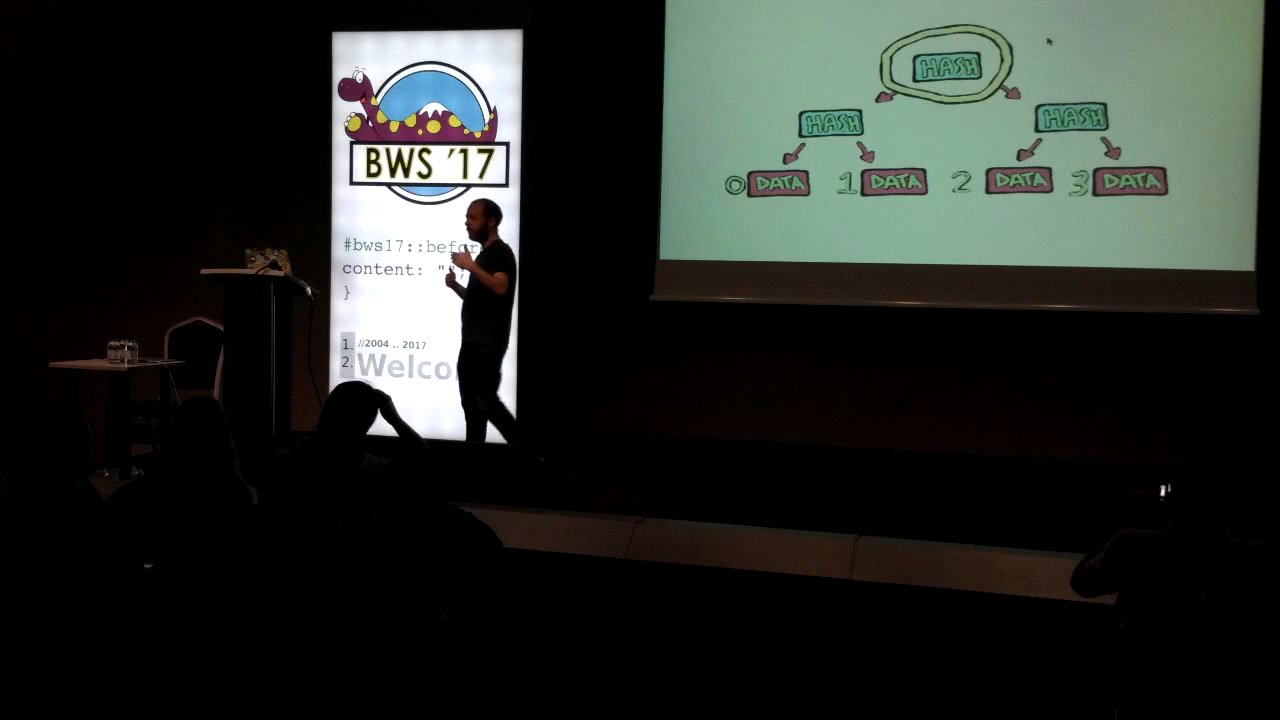 BWS '17
#bws17::before
content: "",
}
1. //2004 .. 2017
2. Welco
HASH
HASH HASH
0 DATA 1 DATA 2 DATA 3 DATA